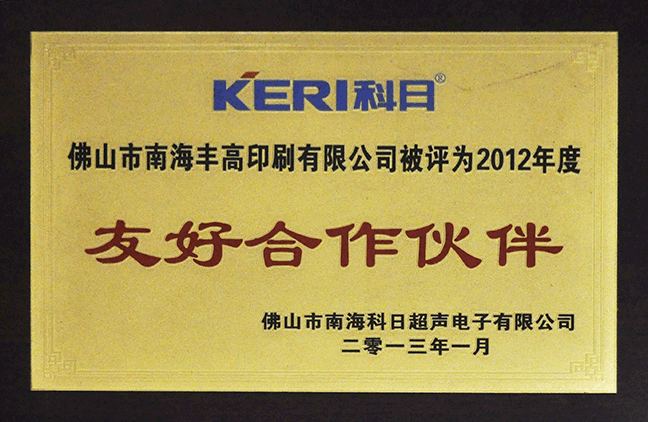 KERI科日®
佛山市南海丰高印刷有限公司被评为2012年度
友好合作伙伴
佛山市南海科日超声电子有限公司
二零一三年一月